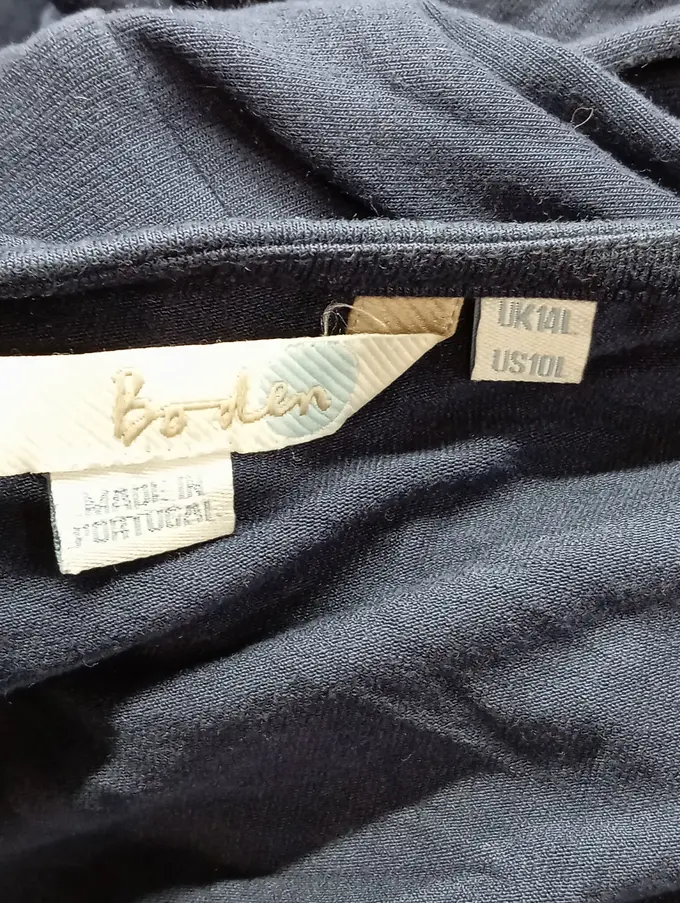 Boden
MADE IN
PORTUGAL
UK14L
US10L